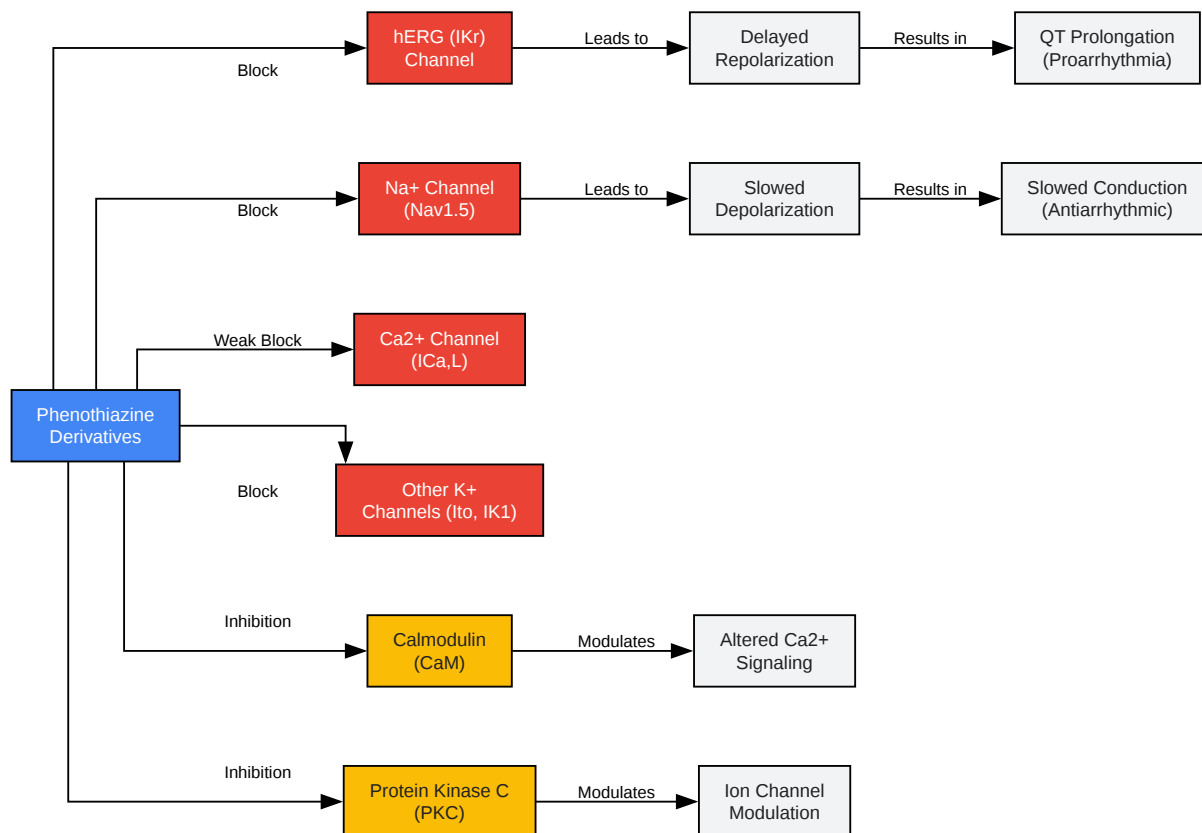 hERG (IKr)
Channel
Leads to
Delayed
Repolarization
Results in
QT Prolongation
(Proarrhythmia)
Block
Na+ Channel
(Nav1.5)
Leads to
Slowed
Depolarization
Results in
Slowed Conduction
(Antiarrhythmic)
Block
Weak Block
Ca2+ Channel
(ICa,L)
Phenothiazine
Derivatives
Block
Other K+
Channels (Ito, IK1)
Inhibition
Calmodulin
(CaM)
Modulates
Altered Ca2+
Signaling
Inhibition
Protein Kinase C
(PKC)
Modulates
Ion Channel
Modulation